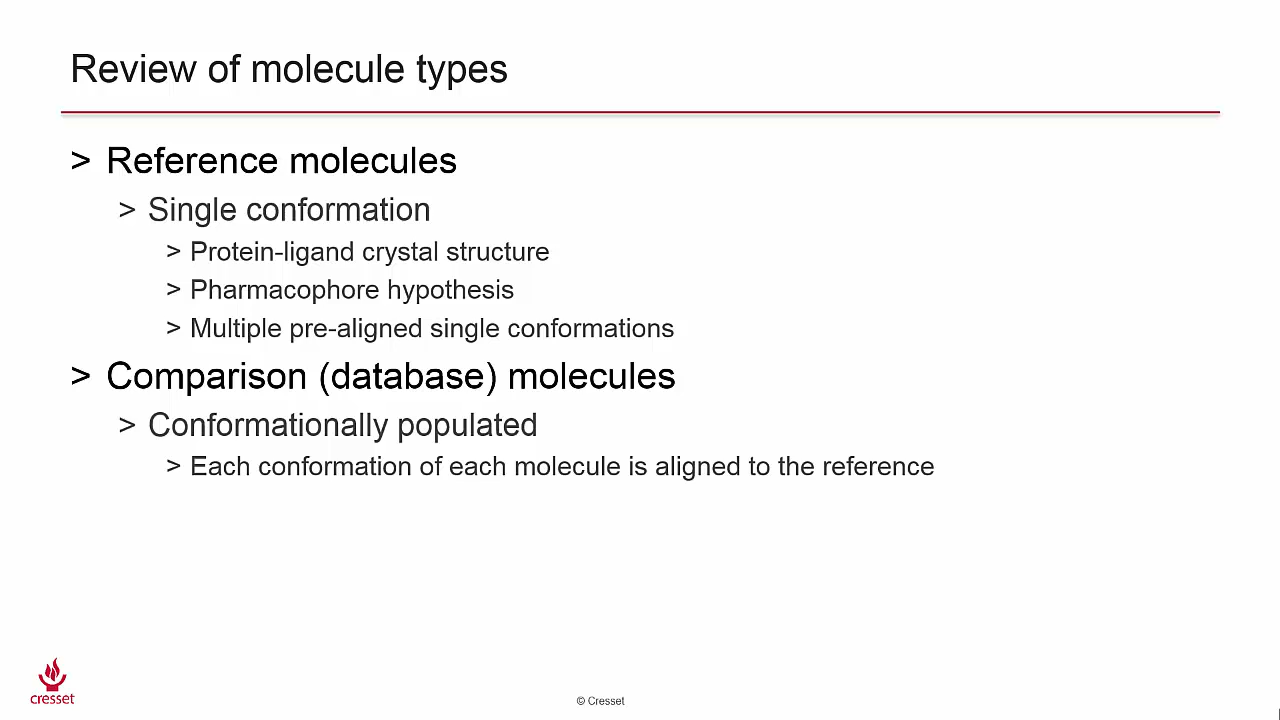 Review of molecule types
> Reference molecules
> Single conformation
> Protein-ligand crystal structure
> Pharmacophore hypothesis
> Multiple pre-aligned single conformations
> Comparison (database) molecules
> Conformationally populated
> Each conformation of each molecule is aligned to the reference
cresset
© Cresset